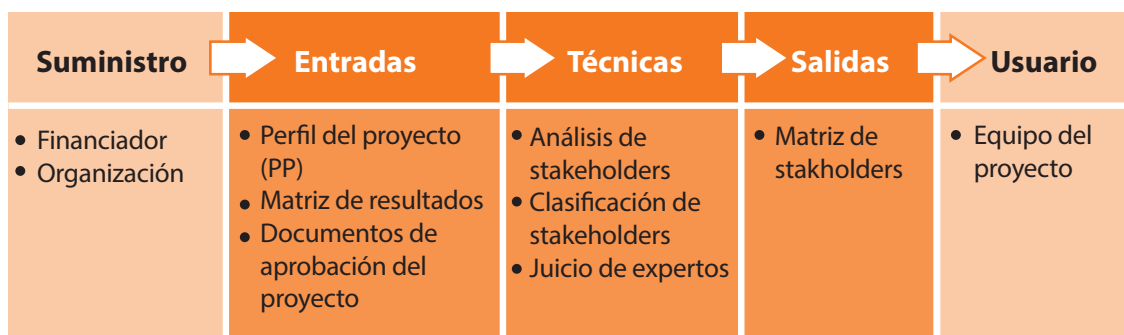 Suministro
Entradas
Técnicas
Salidas
Usuario
• Financiador
• Organización
• Perfil del proyecto
(PP)
• Matriz de resultados
• Documentos de
aprobación del
proyecto
• Análisis de
stakeholders
• Clasificación de
stakeholders
• Juicio de expertos
• Matriz de
stakholders
• Equipo del
proyecto